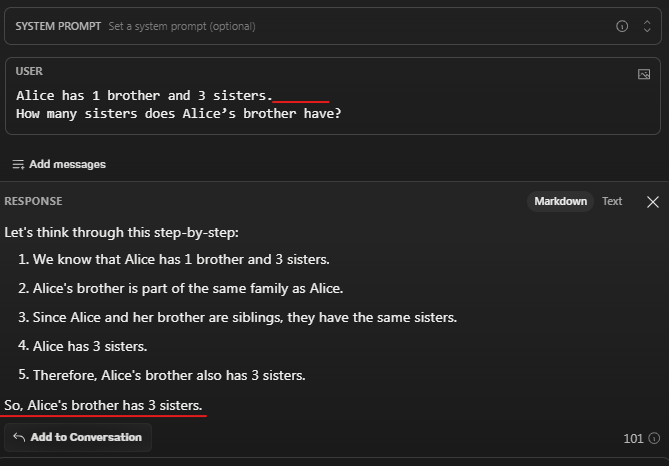 SYSTEM PROMPT Set a system prompt (optional)
USER
Alice has 1 brother and 3 sisters.
How many sisters does Alice’s brother have?
Add messages
RESPONSE Markdown Text
Let's think through this step-by-step:
1. We know that Alice has 1 brother and 3 sisters.
2. Alice's brother is part of the same family as Alice.
3. Since Alice and her brother are siblings, they have the same sisters.
4. Alice has 3 sisters.
5. Therefore, Alice's brother also has 3 sisters.
So, Alice's brother has 3 sisters.
Add to Conversation 101